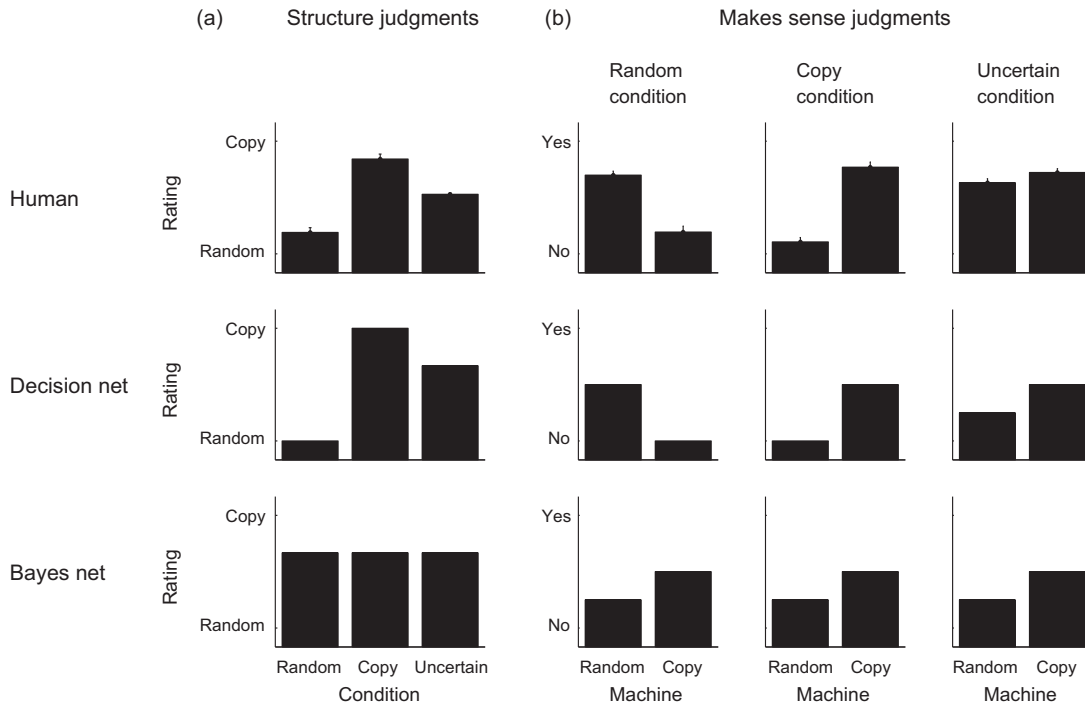 (a) Structure judgments (b) Makes sense judgments
Random condition Copy condition Uncertain condition
Human
Rating
Copy
Random
Yes
No
Decision net
Rating
Copy
Random
Yes
No
Bayes net
Rating
Copy
Random
Yes
No
Random Copy Uncertain Random Copy Random Copy Random Copy
Condition Machine Machine Machine